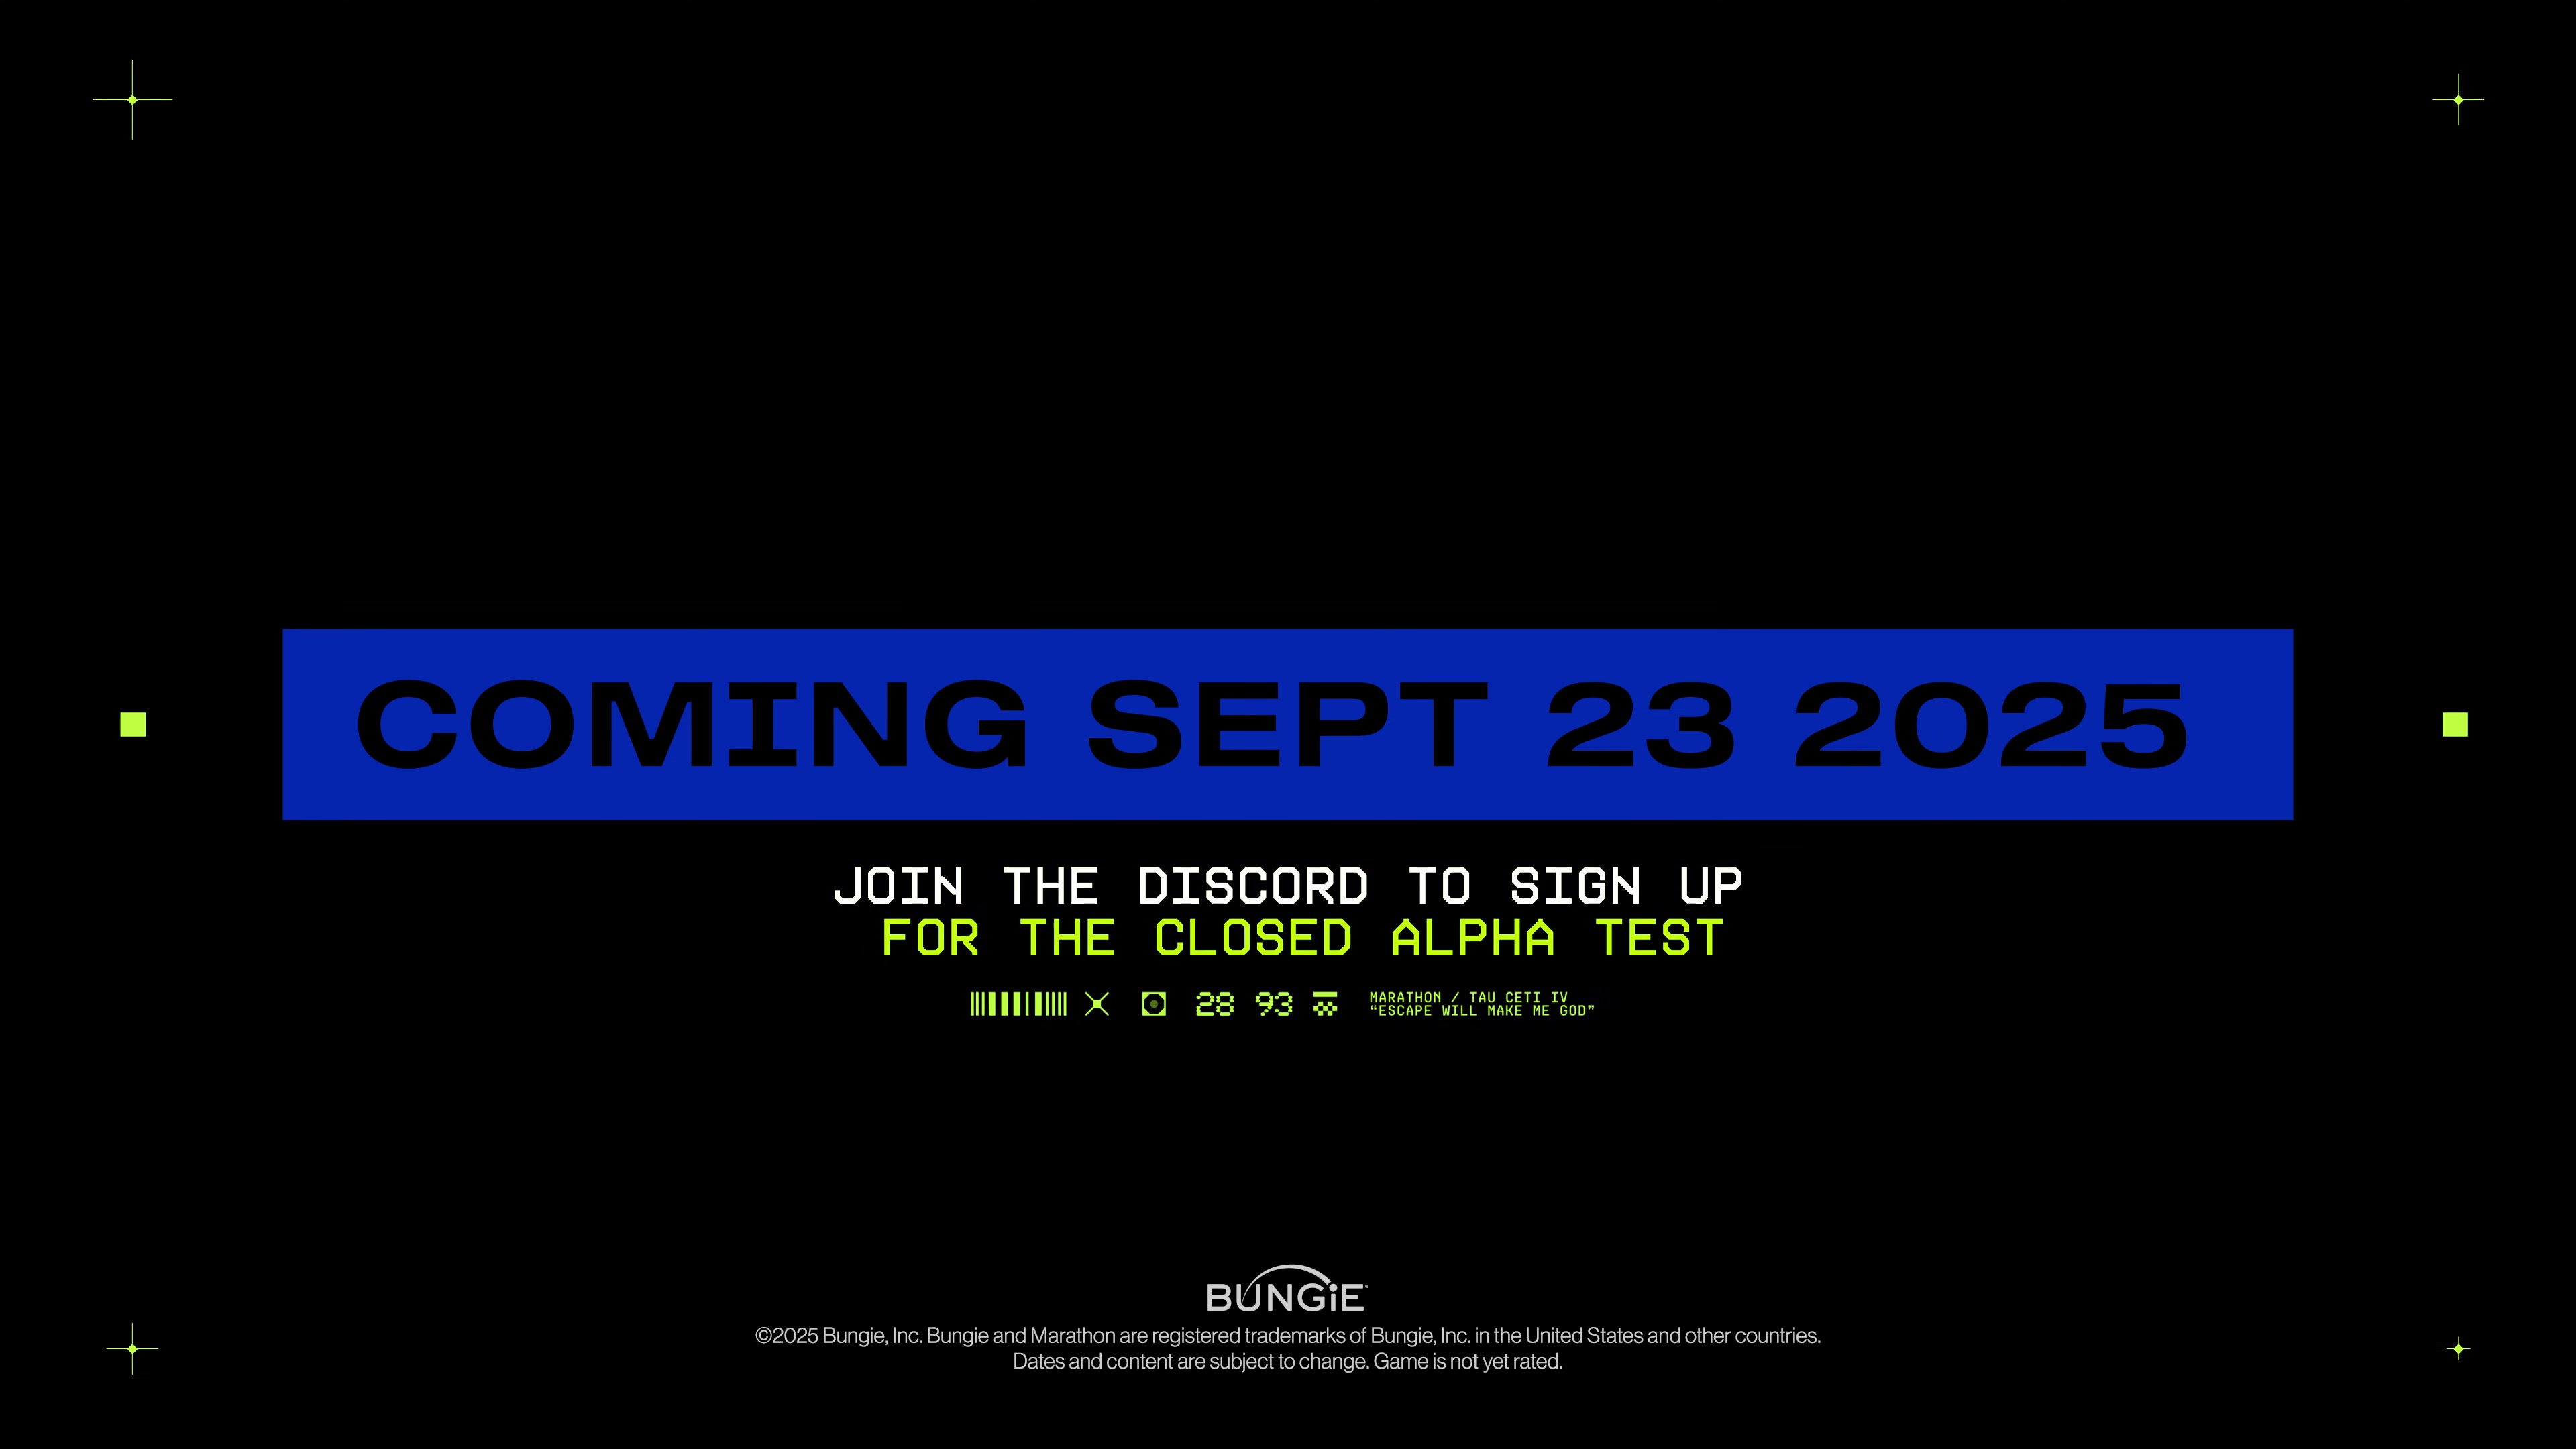 COMING SEPT 23 2025
JOIN THE DISCORD TO SIGN UP
FOR THE CLOSED ALPHA TEST
28 93
MARATHON / TAU CETI IV
“ESCAPE WILL MAKE ME GOD”
BUNGiE
©2025 Bungie, Inc. Bungie and Marathon are registered trademarks of Bungie, Inc. in the United States and other countries.
Dates and content are subject to change. Game is not yet rated.